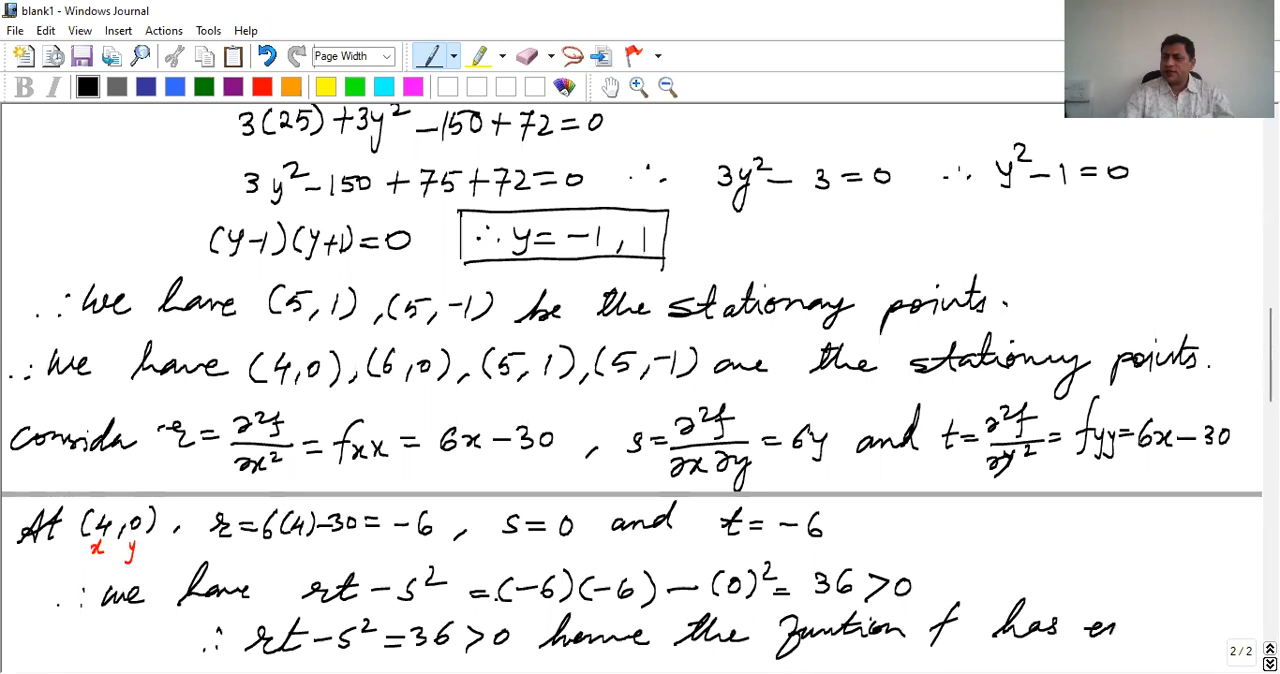 blank1 - Windows Journal
File Edit View Insert Actions Tools Help
Page Width
B I
3(25) + 3y² - 150 + 72 = 0
3y² - 150 + 75 + 72 = 0 ∴ 3y² - 3 = 0 ∴ y² - 1 = 0
(y-1)(y+1) = 0 ∴ y = -1, 1
∴ We have (5, 1), (5, -1) be the stationary points.
∴ We have (4,0), (6,0), (5, 1), (5, -1) are the stationary points.
r = ∂²f/∂x² = fxx = 6x - 30 , s = ∂²f/∂x∂y = 6y and t = ∂²f/∂y² = fyy = 6x - 30
At (4, 0). r = 6(4) - 30 = -6 , s = 0 and t = -6
x y
∴ we have rt - s² = (-6)(-6) - (0)² = 36 > 0
∴ rt - s² = 36 > 0 hence the function f has
2 / 2